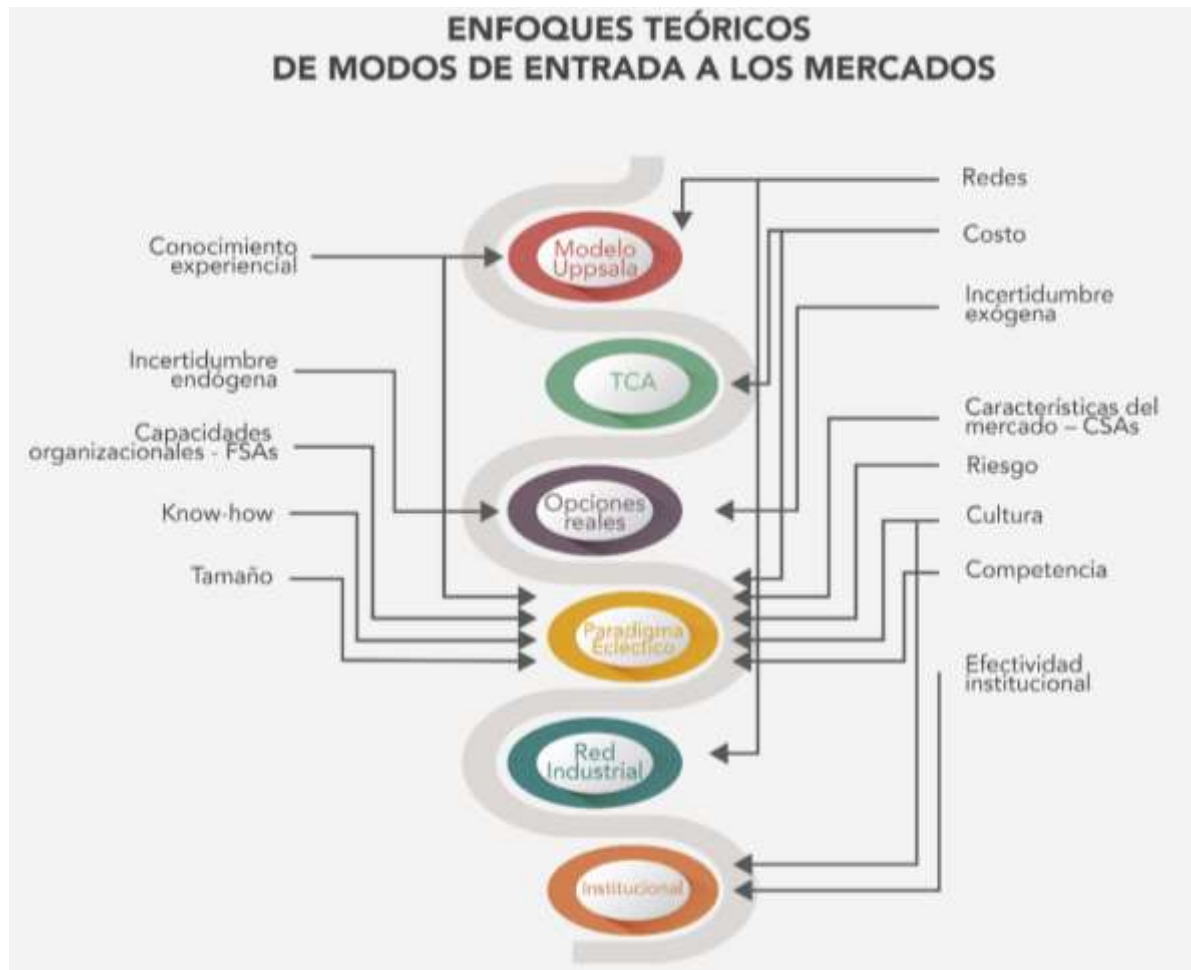 ENFOQUES TEÓRICOS
DE MODOS DE ENTRADA A LOS MERCADOS
Conocimiento
experiencial
Incertidumbre
endógena
Capacidades
organizacionales - FSAs
Know-how
Tamaño
Modelo
Uppsala
TCA
Opciones
reales
Paradigma
Ecléctico
Red
Industrial
Institucional
Redes
Costo
Incertidumbre
exógena
Características del
mercado – CSAs
Riesgo
Cultura
Competencia
Efectividad
institucional